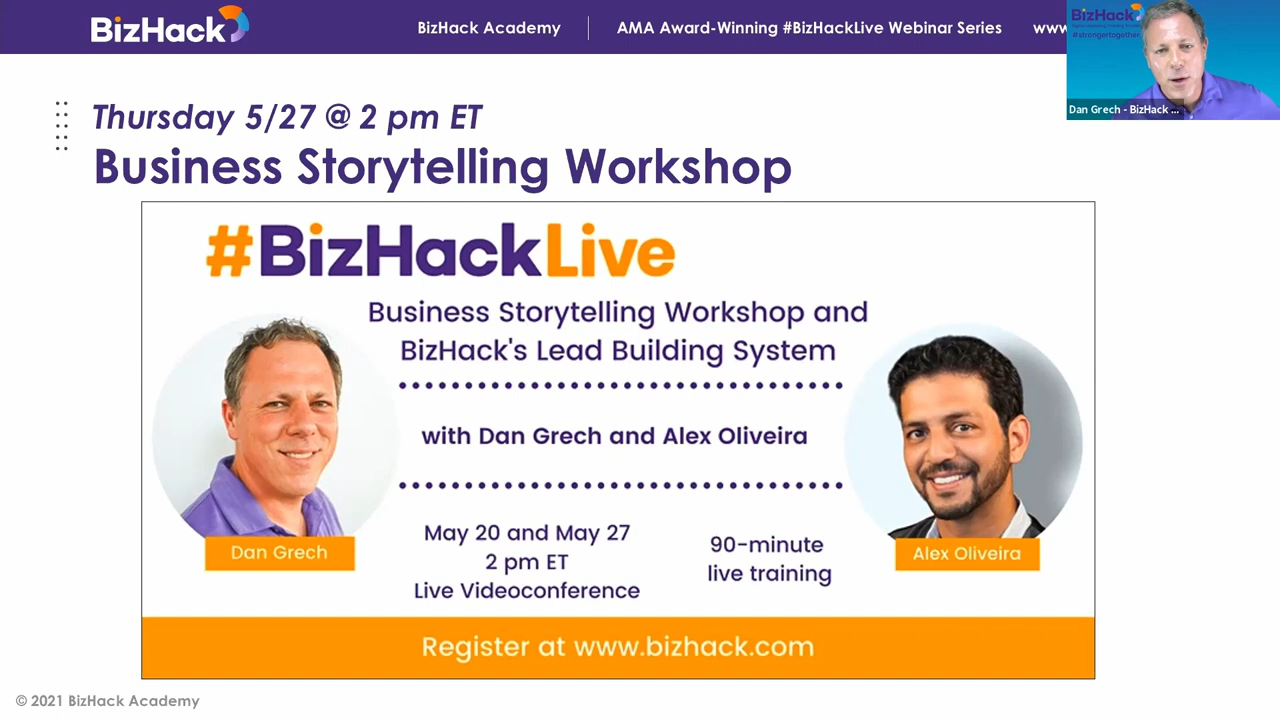 BizHack
BizHack Academy
AMA Award-Winning #BizHackLive Webinar Series
www
BizHack
#strongertogether
Dan Grech - BizHack ...
Thursday 5/27 @ 2 pm ET
Business Storytelling Workshop
#BizHackLive
Business Storytelling Workshop and
BizHack's Lead Building System
with Dan Grech and Alex Oliveira
May 20 and May 27
2 pm ET
Live Videoconference
90-minute
live training
Dan Grech
Alex Oliveira
Register at www.bizhack.com
© 2021 BizHack Academy